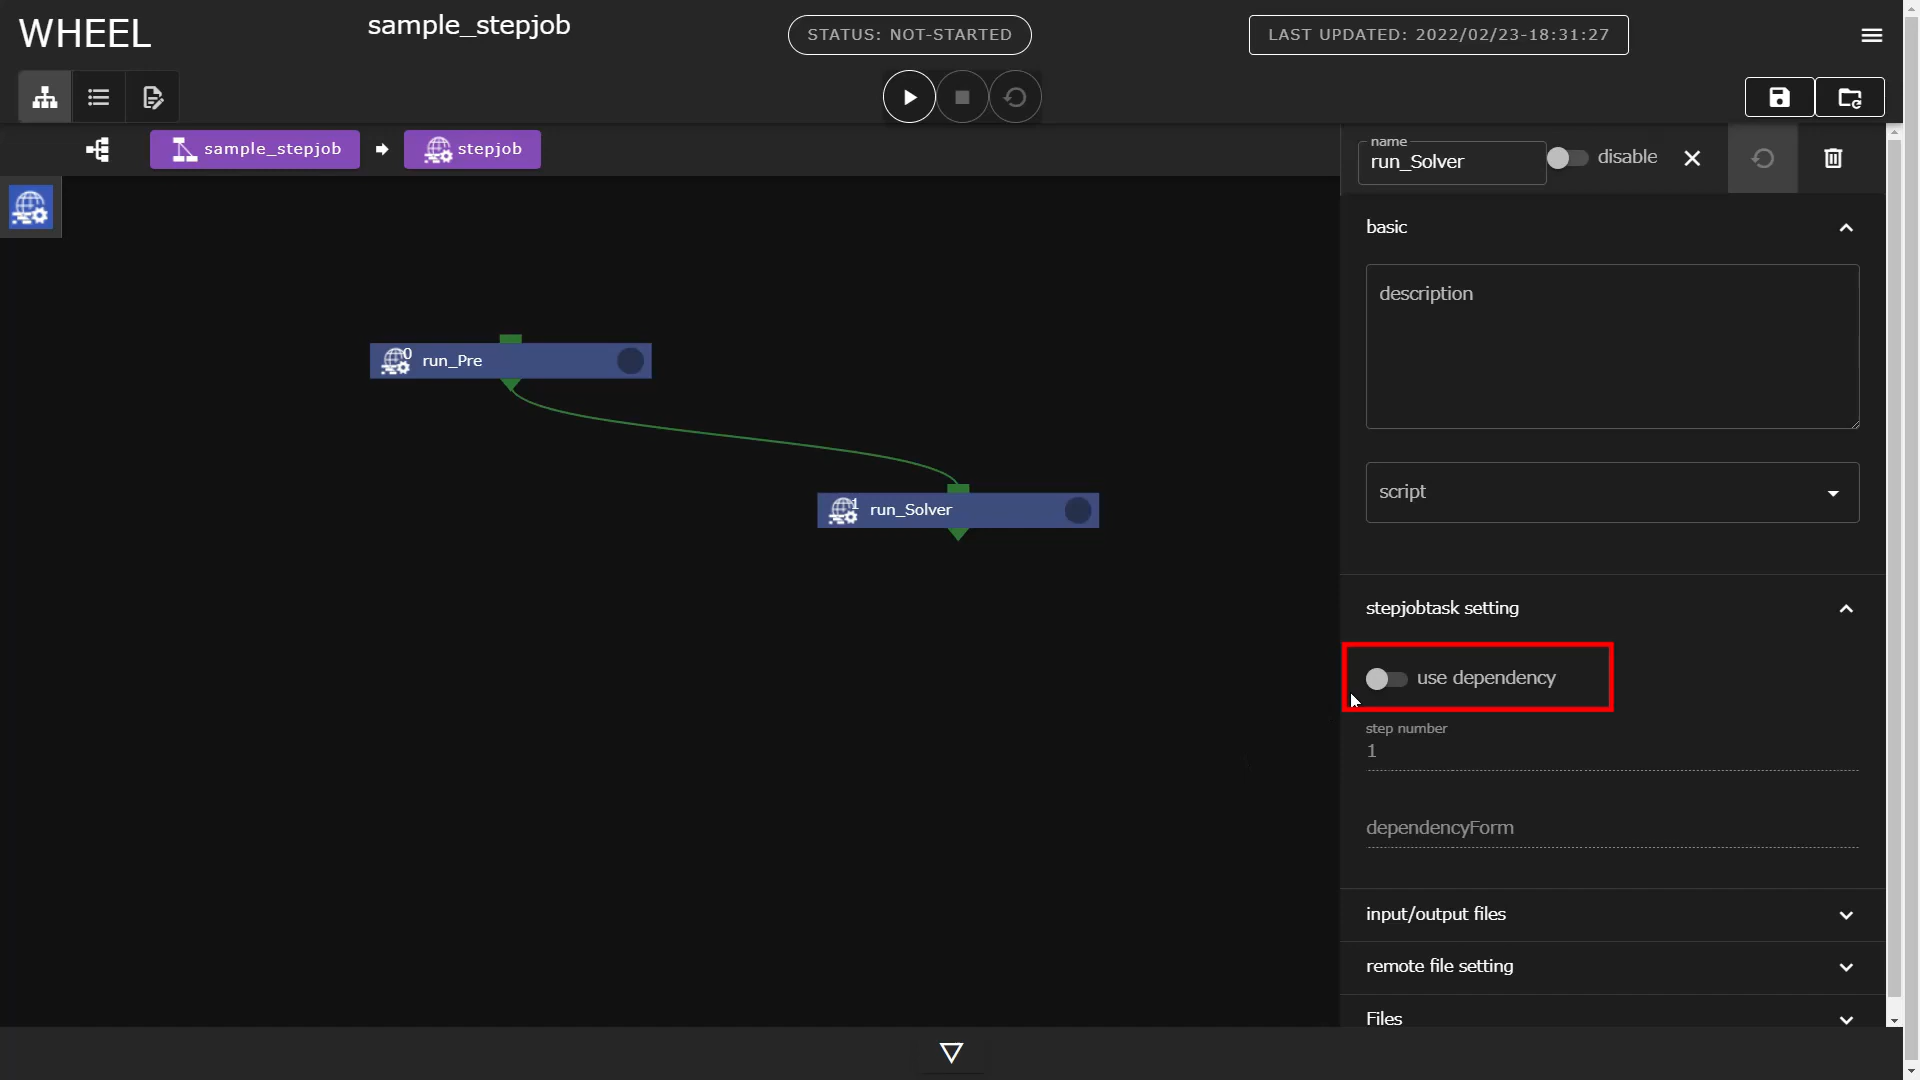 WHEEL
sample_stepjob
STATUS: NOT-STARTED
LAST UPDATED: 2022/02/23-18:31:27
sample_stepjob
stepjob
name
run_Solver
disable
basic
description
0
run_Pre
script
1
run_Solver
stepjobtask setting
use dependency
step number
1
dependencyForm
input/output files
remote file setting
Files